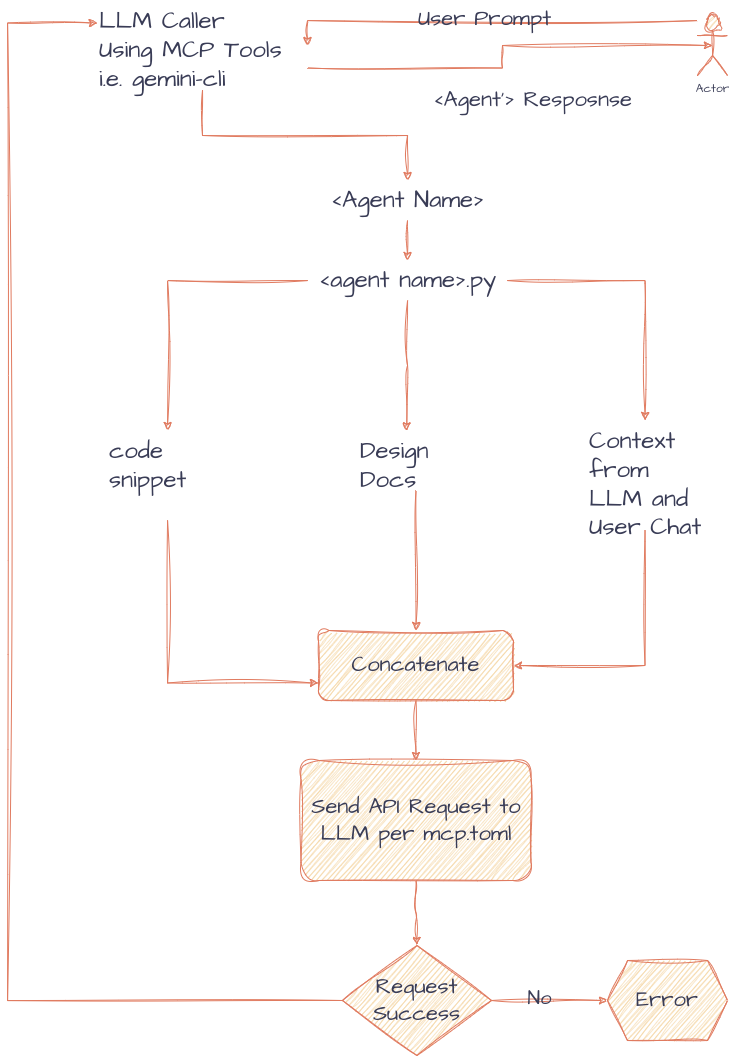 LLM Caller
Using MCP Tools
i.e. gemini-cli
User Prompt
Actor
<Agent'> Resposnse
<Agent Name>
<agent name>.py
code
snippet
Design
Docs
Context
from
LLM and
User Chat
Concatenate
Send API Request to
LLM per mcp.toml
Request
Success
No
Error